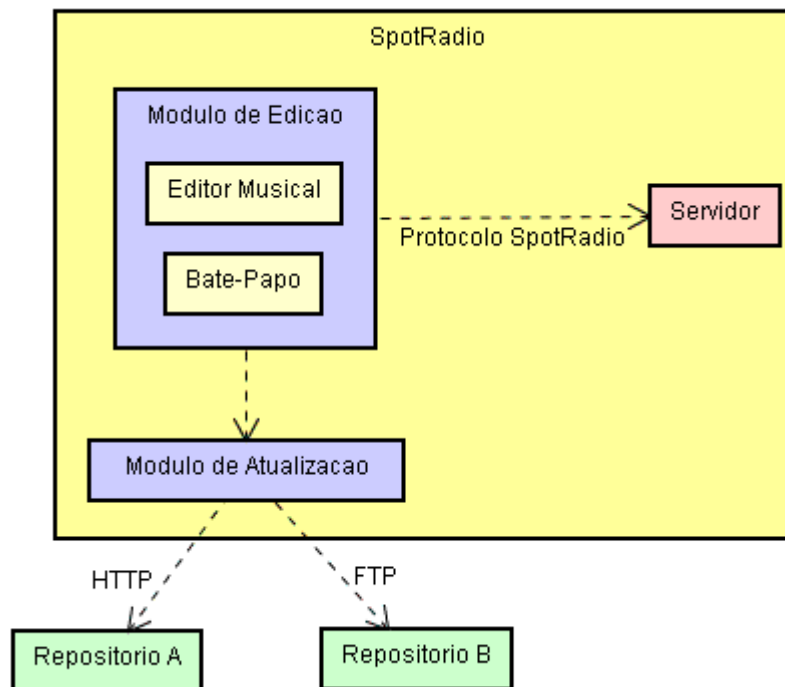 SpotRadio
Modulo de Edicao
Editor Musical
Bate-Papo
Protocolo SpotRadio
Servidor
Modulo de Atualizacao
HTTP
FTP
Repositorio A
Repositorio B